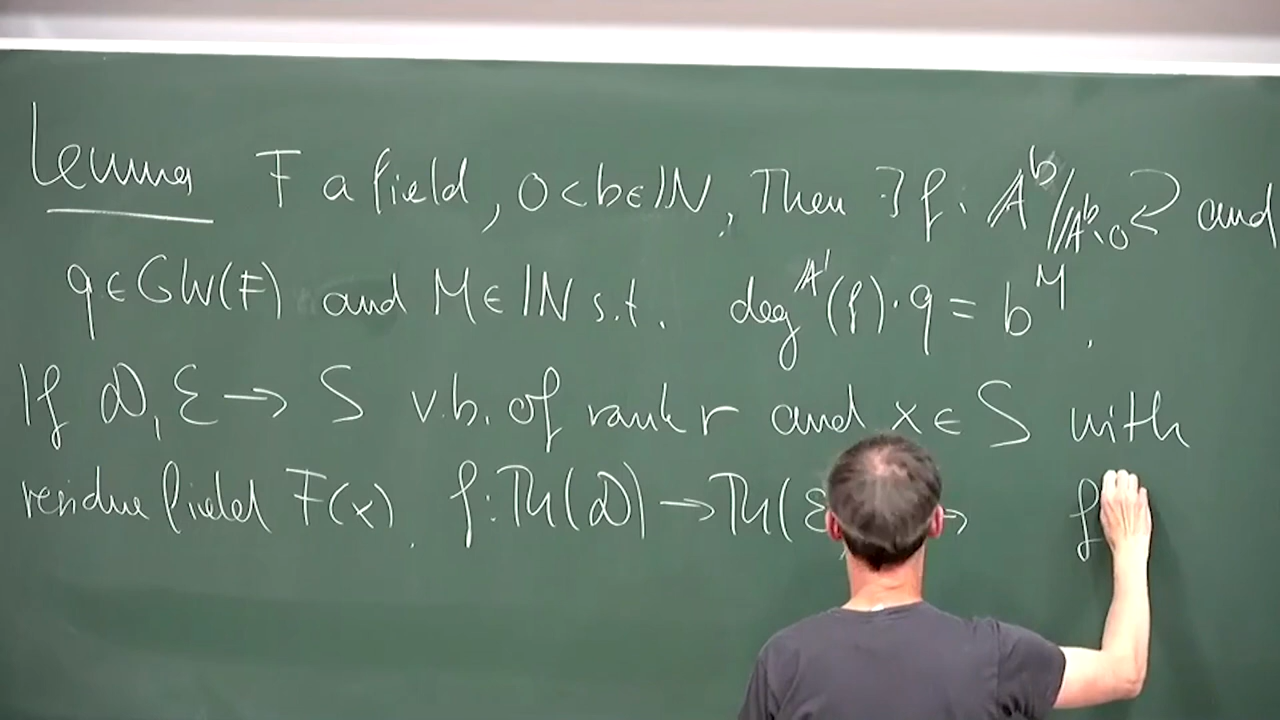 Lemma F a field, 0 < b ∈ ℕ, Then ∃ f : 𝔸^b/𝔸^b∖0 ⤸ and
q ∈ GW(F) and M ∈ ℕ s.t. deg^{𝔸^1}(f)·q = b^M.
If 𝒟, ℰ → S v.b. of rank r and x ∈ S with
residue field F(x), f: Th(𝒟) → Th(ℰ → f